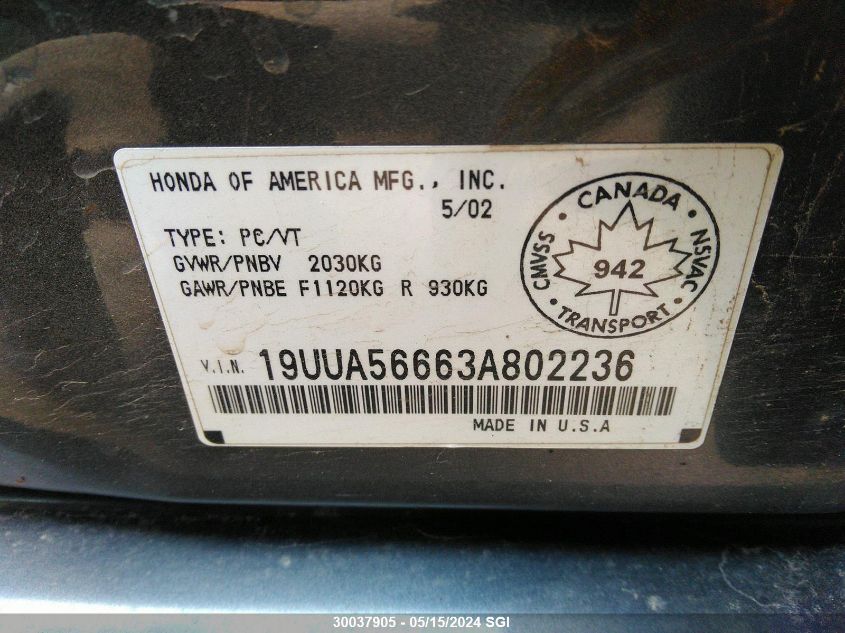 HONDA OF AMERICA MFG., INC.
5/02
TYPE: PC/VT
GVWR/PNBV 2030KG
GAWR/PNBE F1120KG R 930KG
CANADA
CMVSS
NSVAC
942
TRANSPORT
V.I.N. 19UUA56663A802236
MADE IN U.S.A
30037905 - 05/15/2024 SGI